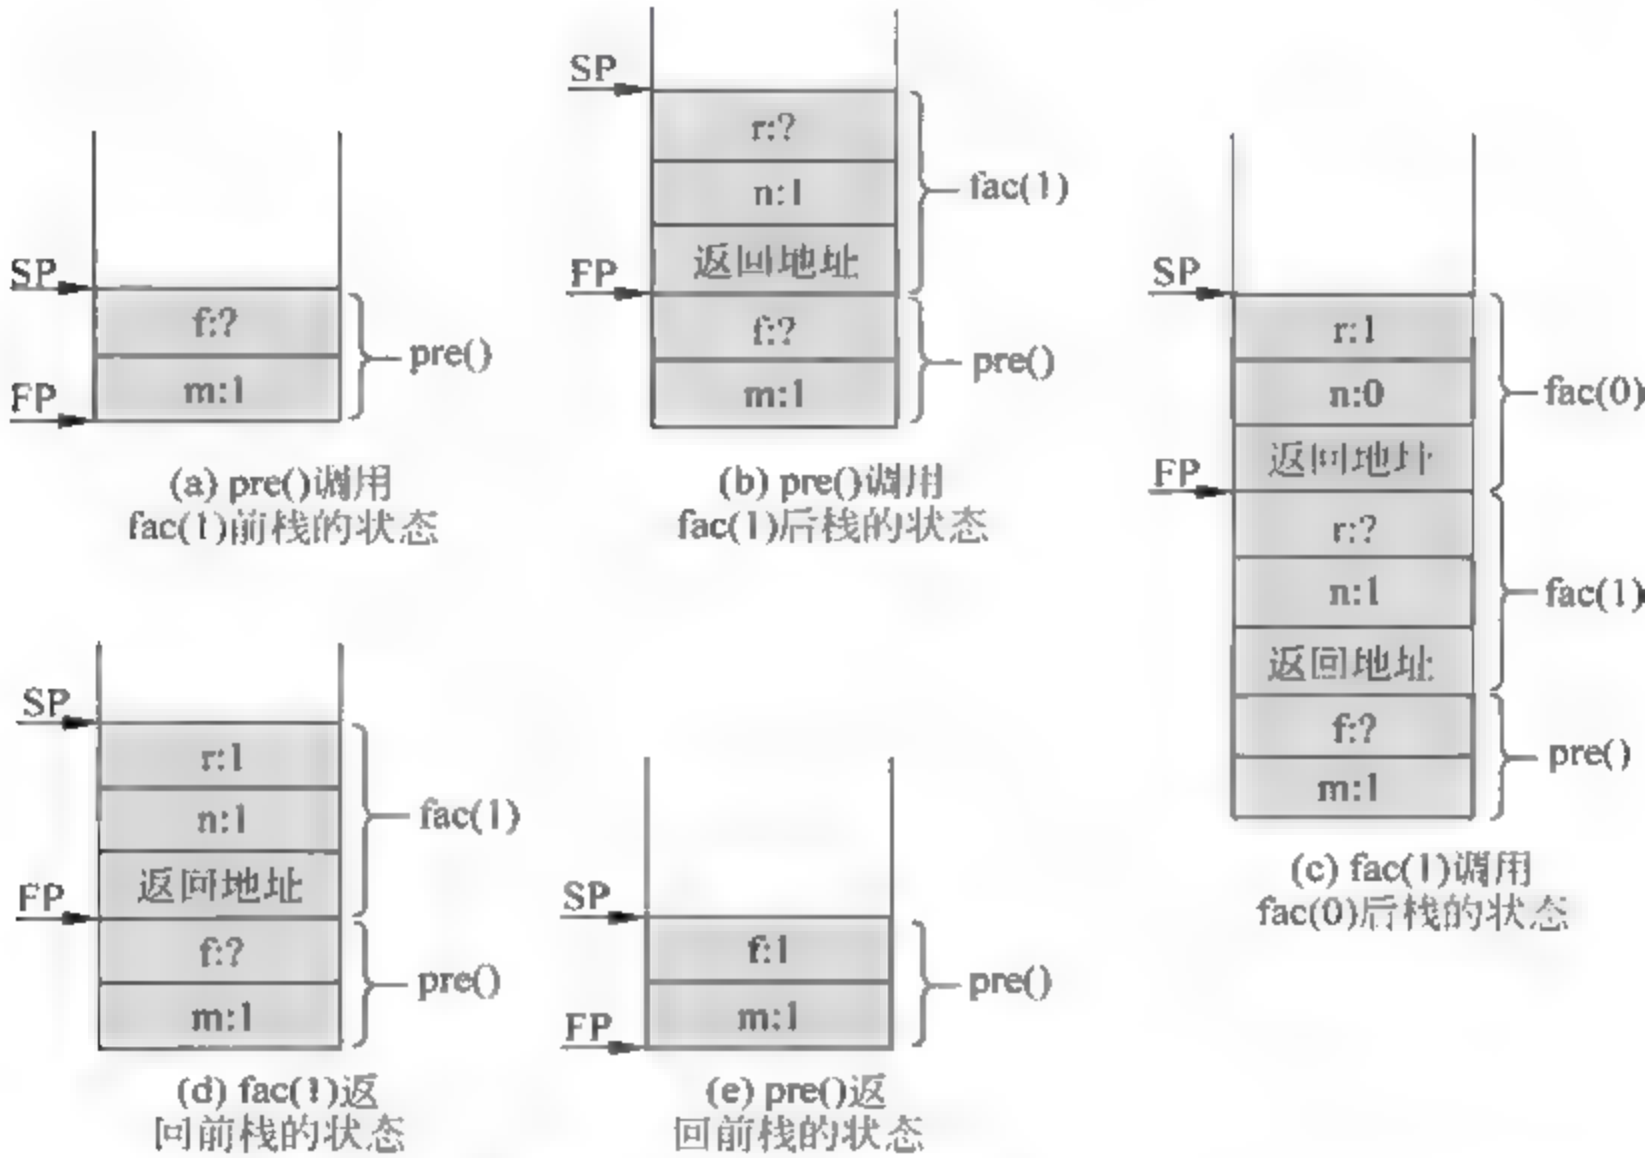 SP
f:?
m:1
FP
pre()
(a) pre()调用
fac(1)前栈的状态
SP
r:?
n:1
返回地址
FP
f:?
m:1
fac(1)
pre()
(b) pre()调用
fac(1)后栈的状态
SP
r:1
n:0
返回地址
FP
r:?
n:1
返回地址
f:?
m:1
fac(0)
fac(1)
pre()
(c) fac(1)调用
fac(0)后栈的状态
SP
r:1
n:1
返回地址
FP
f:?
m:1
fac(1)
pre()
(d) fac(1)返
回前栈的状态
SP
f:1
m:1
FP
pre()
(e) pre()返
回前栈的状态